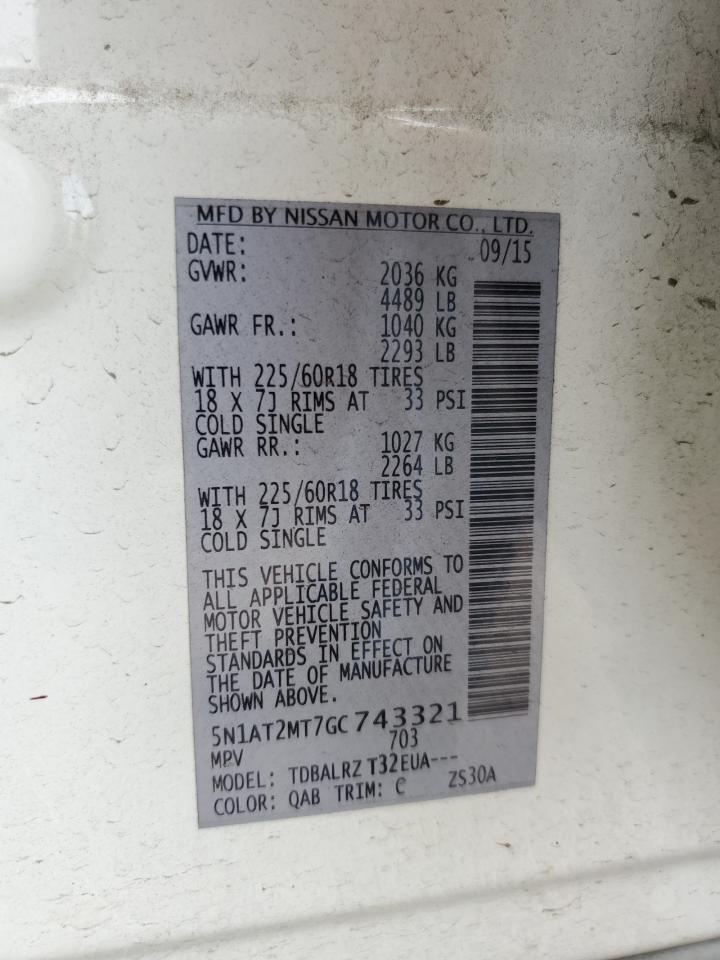 MFD BY NISSAN MOTOR CO., LTD.
DATE: 09/15
GVWR: 2036 KG
4489 LB
GAWR FR.: 1040 KG
2293 LB
WITH 225/60R18 TIRES
18 X 7J RIMS AT 33 PSI
COLD SINGLE
GAWR RR.: 1027 KG
2264 LB
WITH 225/60R18 TIRES
18 X 7J RIMS AT 33 PSI
COLD SINGLE
THIS VEHICLE CONFORMS TO
ALL APPLICABLE FEDERAL
MOTOR VEHICLE SAFETY AND
THEFT PREVENTION
STANDARDS IN EFFECT ON
THE DATE OF MANUFACTURE
SHOWN ABOVE.
5N1AT2MT7GC743321
MPV 703
MODEL: TDBALRZ T32EUA---
COLOR: QAB TRIM: C ZS30A